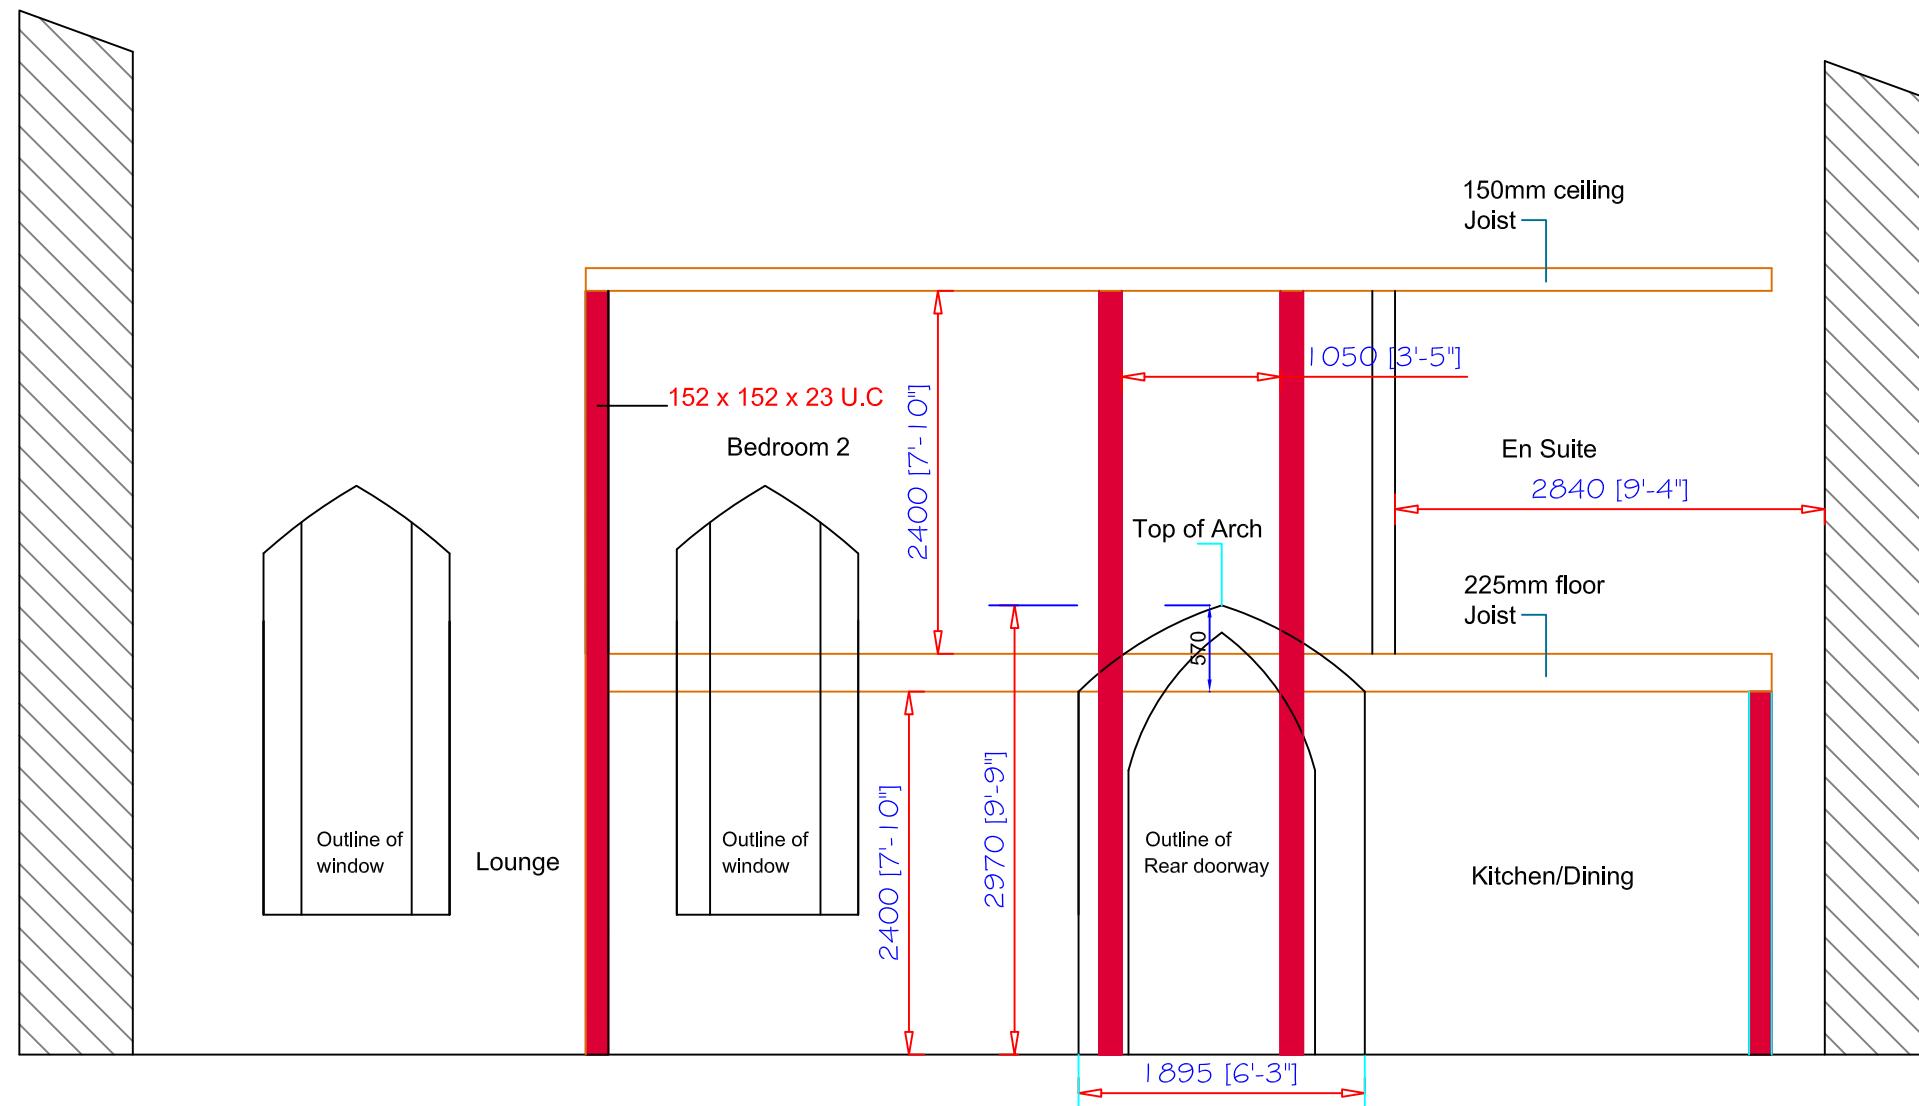 150mm ceiling
Joist
1050 [3'-5"]
152 x 152 x 23 U.C
2400 [7'-10"]
Bedroom 2
En Suite
2840 [9'-4"]
Top of Arch
225mm floor
Joist
570
2400 [7'-10"]
2970 [9'-9"]
Outline of
window
Lounge
Outline of
window
Outline of
Rear doorway
Kitchen/Dining
1895 [6'-3"]